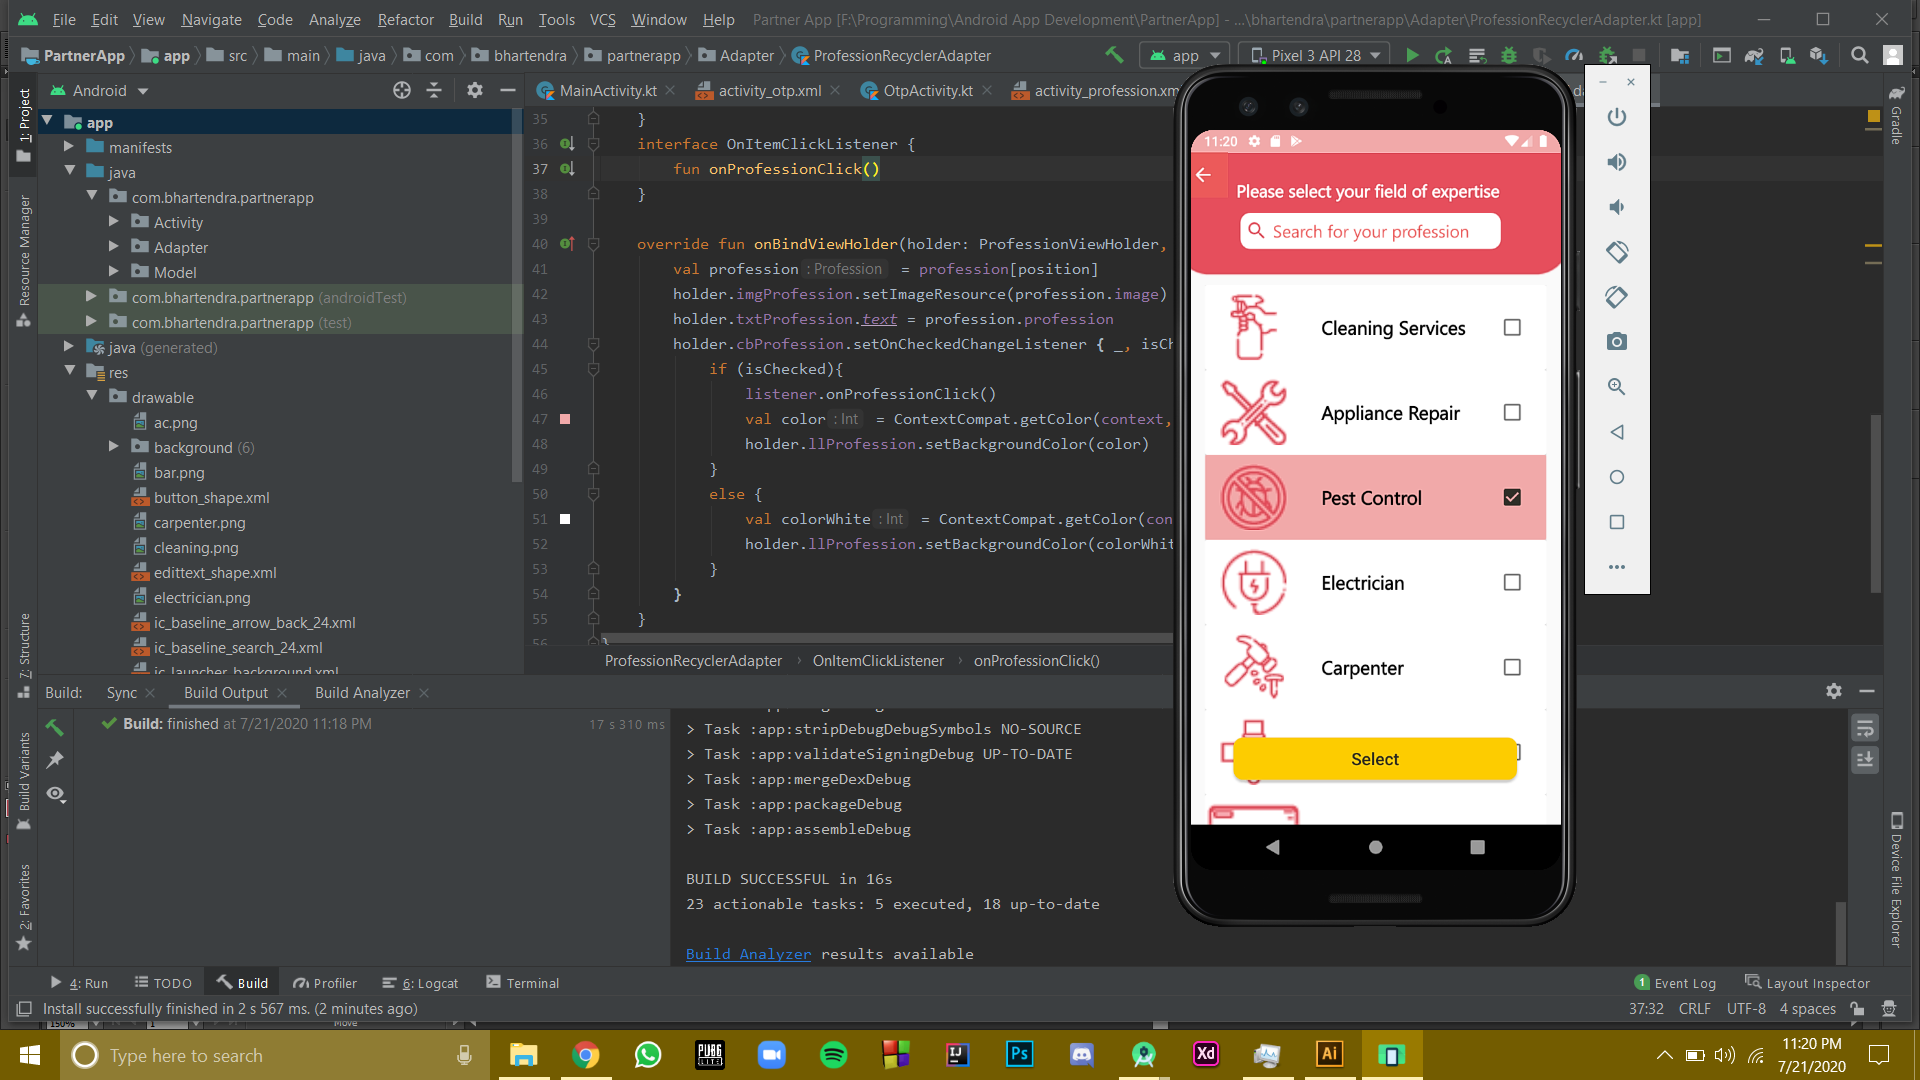 File Edit View Navigate Code Analyze Refactor Build Run Tools VCS Window Help Partner App [F:\Programming\Android App Development\PartnerApp] - ...\bhartendra\partnerapp\Adapter\ProfessionRecyclerAdapter.kt [app]
PartnerApp app src main java com bhartendra partnerapp Adapter ProfessionRecyclerAdapter app Pixel 3 API 28
Android
MainActivity.kt activity_otp.xml OtpActivity.kt activity_profession.xm
1: Project
Resource Manager
7: Structure
Build Variants
2: Favorites
app
manifests
java
com.bhartendra.partnerapp
Activity
Adapter
Model
com.bhartendra.partnerapp (androidTest)
com.bhartendra.partnerapp (test)
java (generated)
res
drawable
ac.png
background (6)
bar.png
button_shape.xml
carpenter.png
cleaning.png
edittext_shape.xml
electrician.png
ic_baseline_arrow_back_24.xml
ic_baseline_search_24.xml
ic_launcher_background.xml
35 }
36 interface OnItemClickListener {
37 fun onProfessionClick()
38 }
39
40 override fun onBindViewHolder(holder: ProfessionViewHolder,
41 val profession : Profession = profession[position]
42 holder.imgProfession.setImageResource(profession.image)
43 holder.txtProfession.text = profession.profession
44 holder.cbProfession.setOnCheckedChangeListener { _, isCh
45 if (isChecked){
46 listener.onProfessionClick()
47 val color : Int = ContextCompat.getColor(context,
48 holder.llProfession.setBackgroundColor(color)
49 }
50 else {
51 val colorWhite : Int = ContextCompat.getColor(con
52 holder.llProfession.setBackgroundColor(colorWhit
53 }
54 }
55 }
56 }
ProfessionRecyclerAdapter › OnItemClickListener › onProfessionClick()
11:20
Please select your field of expertise
Search for your profession
Cleaning Services
Appliance Repair
Pest Control
Electrician
Carpenter
Select
Gradle
Device File Explorer
Build: Sync Build Output Build Analyzer
Build: finished at 7/21/2020 11:18 PM 17 s 310 ms
> Task :app:stripDebugDebugSymbols NO-SOURCE
> Task :app:validateSigningDebug UP-TO-DATE
> Task :app:mergeDexDebug
> Task :app:packageDebug
> Task :app:assembleDebug
BUILD SUCCESSFUL in 16s
23 actionable tasks: 5 executed, 18 up-to-date
Build Analyzer results available
4: Run TODO Build Profiler 6: Logcat Terminal 1 Event Log Layout Inspector
Install successfully finished in 2 s 567 ms. (2 minutes ago) 37:32 CRLF UTF-8 4 spaces
150% 1 Move
Type here to search PUBG LITE IJ Ps Xd Ai 11:20 PM
7/21/2020